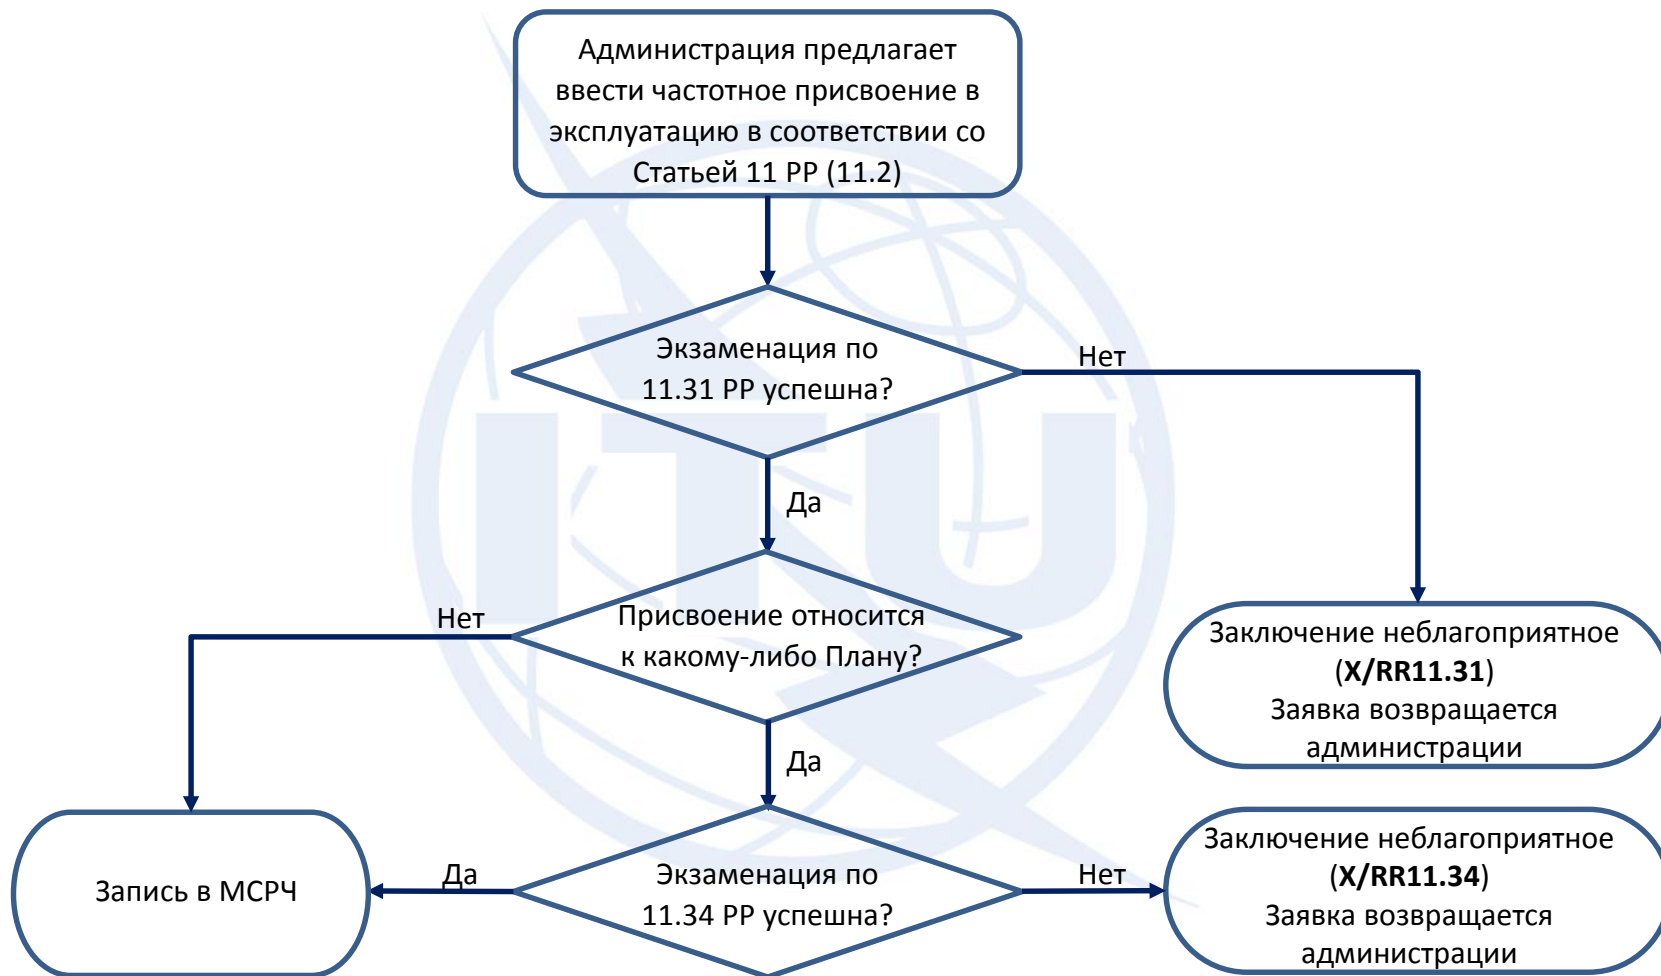 Администрация предлагает
ввести частотное присвоение в
эксплуатацию в соответствии со
Статьей 11 РР (11.2)
Экзаменация по
11.31 РР успешна?
Нет
Да
Присвоение относится
к какому-либо Плану?
Нет
Да
Заключение неблагоприятное
(X/RR11.31)
Заявка возвращается
администрации
Запись в МСРЧ
Да
Экзаменация по
11.34 РР успешна?
Нет
Заключение неблагоприятное
(X/RR11.34)
Заявка возвращается
администрации
ITU